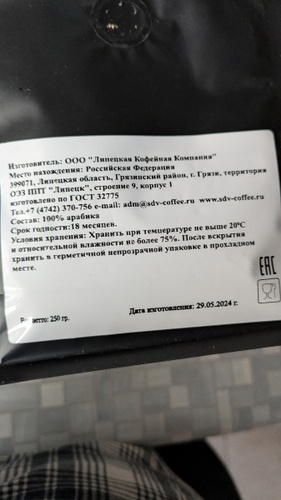 Изготовитель: ООО "Липецкая Кофейная Компания"
Место нахождения: Российская Федерация
399071, Липецкая область, Грязинский район, г. Грязи, территория
ОЭЗ ППТ "Липецк", строение 9, корпус 1
изготовлено по ГОСТ 32775
Тел.+7 (4742) 370-756 e-mail: adm@sdv-coffee.ru www.sdv-coffee.ru
Состав: 100% арабика
Срок годности:18 месяцев.
Условия хранения: Хранить при температуре не выше 20°С
и относительной влажности не более 75%. После вскрытия
хранить в герметичной непрозрачной упаковке в прохладном
месте.
EAC
250 гр.
Дата изготовления: 29.05.2024 г.